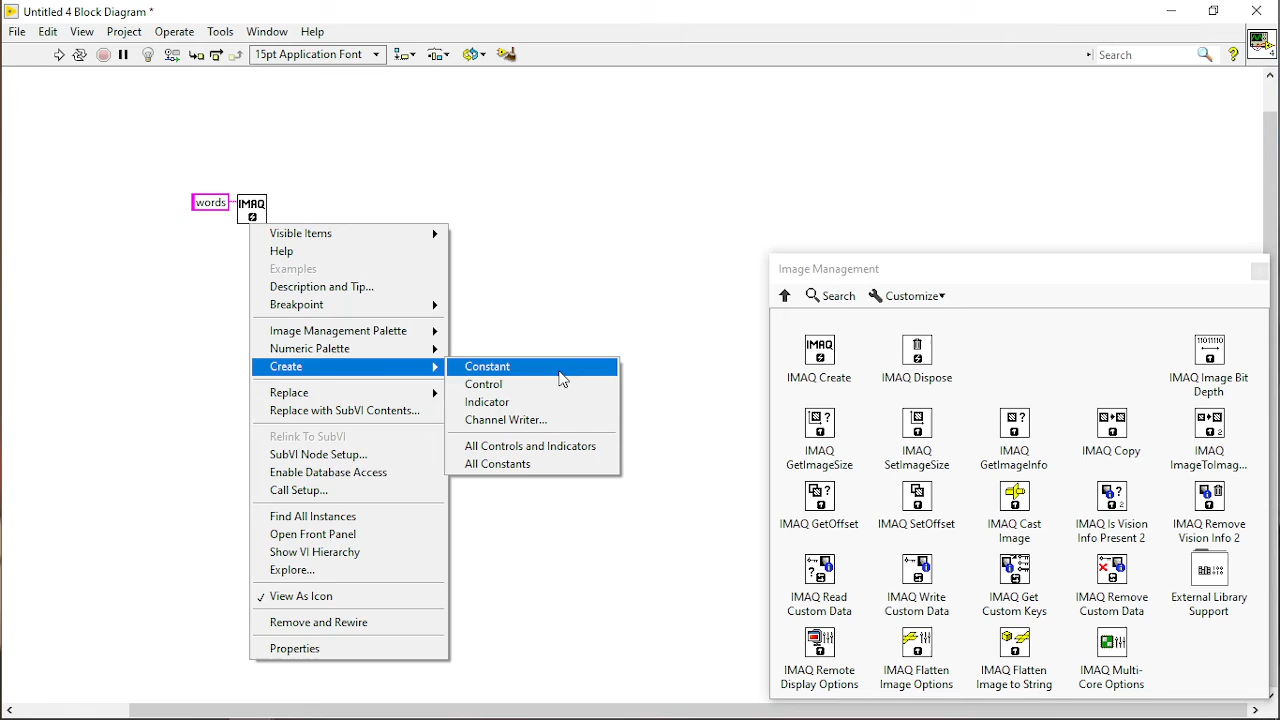 Untitled 4 Block Diagram *
File Edit View Project Operate Tools Window Help
15pt Application Font
Search
4
words
IMAQ
Visible Items
Help
Examples
Description and Tip...
Breakpoint
Image Management Palette
Numeric Palette
Create
Replace
Replace with SubVI Contents...
Relink To SubVI
SubVI Node Setup...
Enable Database Access
Call Setup...
Find All Instances
Open Front Panel
Show VI Hierarchy
Explore...
View As Icon
Remove and Rewire
Properties
Constant
Control
Indicator
Channel Writer...
All Controls and Indicators
All Constants
Image Management
Search Customize
IMAQ 11010111
IMAQ Create IMAQ Dispose IMAQ Image Bit
Depth
IMAQ IMAQ IMAQ IMAQ Copy IMAQ
GetImageSize SetImageSize GetImageInfo ImageToImag...
IMAQ GetOffset IMAQ SetOffset IMAQ Cast IMAQ Is Vision IMAQ Remove
Image Info Present 2 Vision Info 2
IMAQ Read IMAQ Write IMAQ Get IMAQ Remove External Library
Custom Data Custom Data Custom Keys Custom Data Support
IMAQ Remote IMAQ Flatten IMAQ Flatten IMAQ Multi-
Display Options Image Options Image to String Core Options